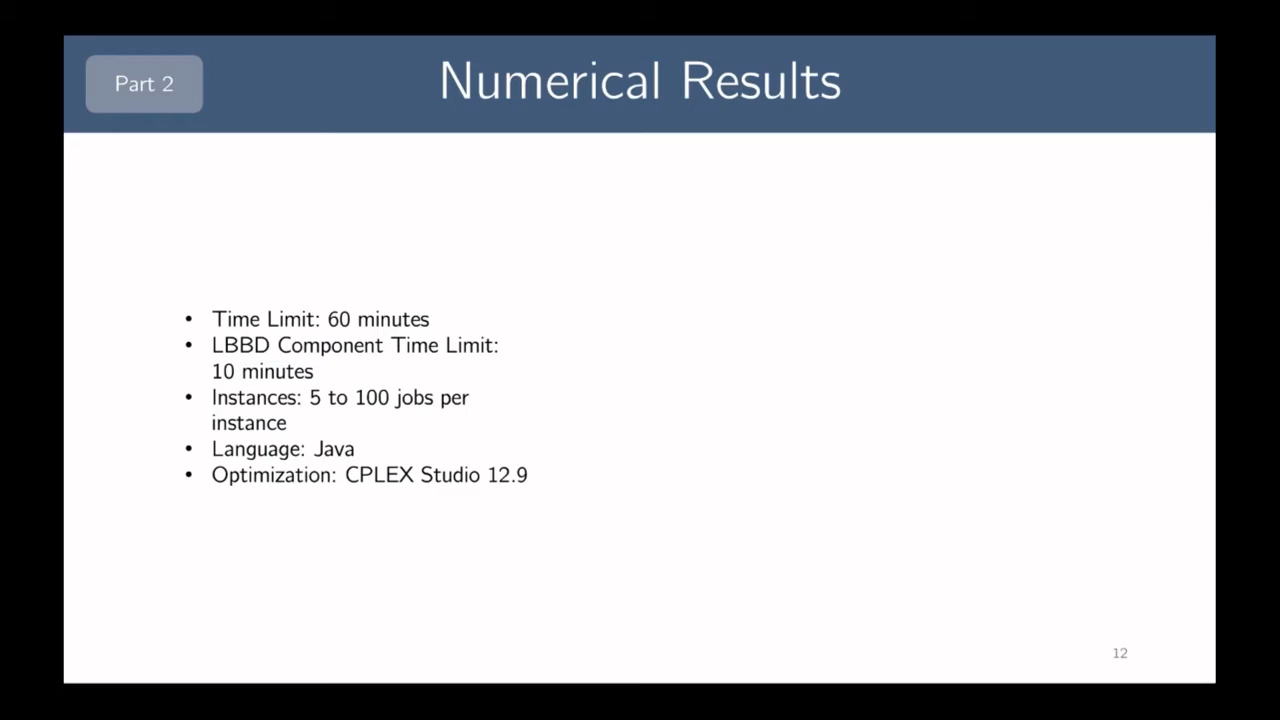 Part 2
Numerical Results
• Time Limit: 60 minutes
• LBBD Component Time Limit:
10 minutes
• Instances: 5 to 100 jobs per
instance
• Language: Java
• Optimization: CPLEX Studio 12.9
12